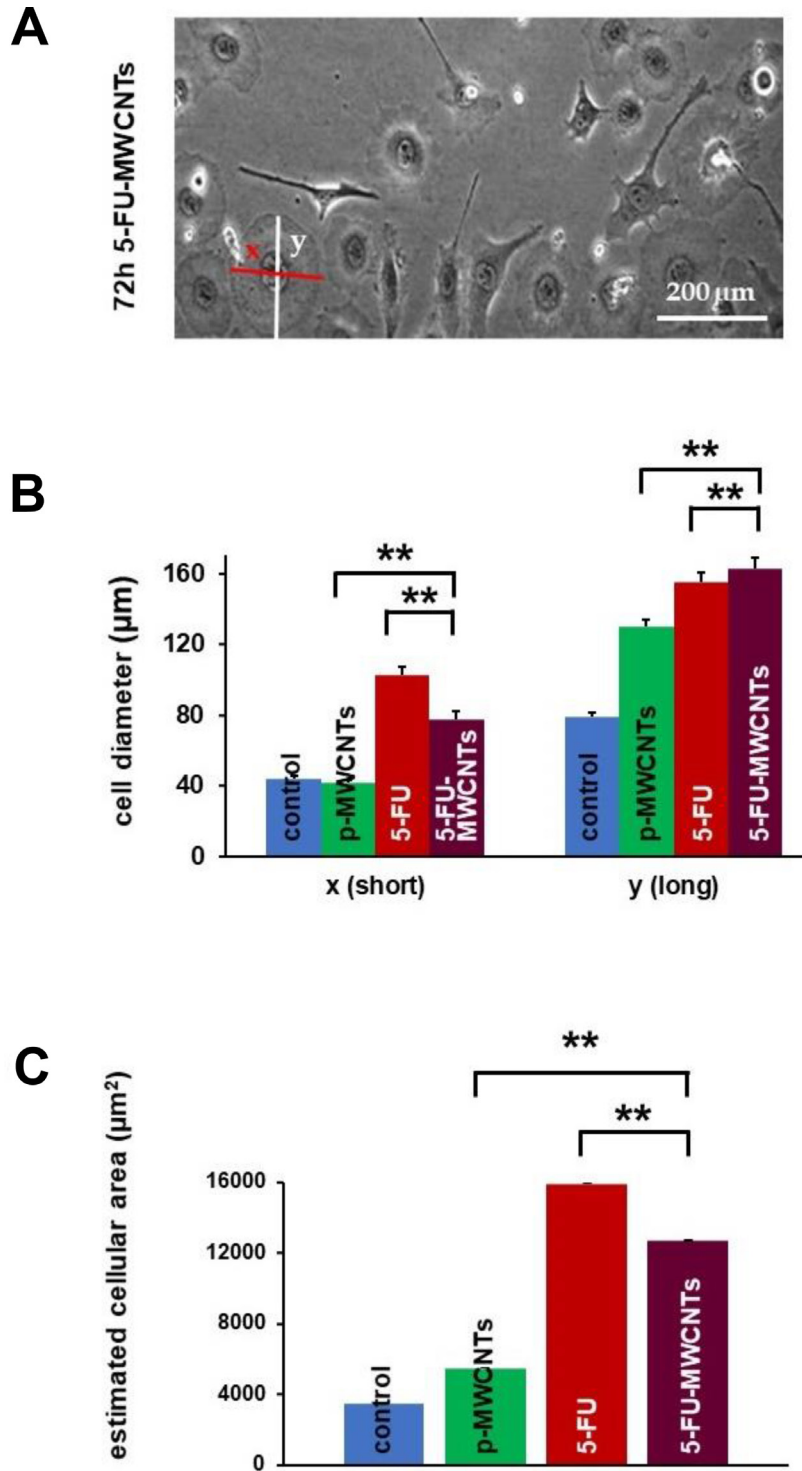 A
72h 5-FU-MWCNTs
x
y
200 µm
B
cell diameter (µm)
160
120
80
40
0
**
**
**
**
control
p-MWCNTs
5-FU
5-FU-
MWCNTs
control
p-MWCNTs
5-FU
5-FU-MWCNTs
x (short)
y (long)
C
estimated cellular area (µm²)
16000
12000
8000
4000
0
**
**
control
p-MWCNTs
5-FU
5-FU-MWCNTs